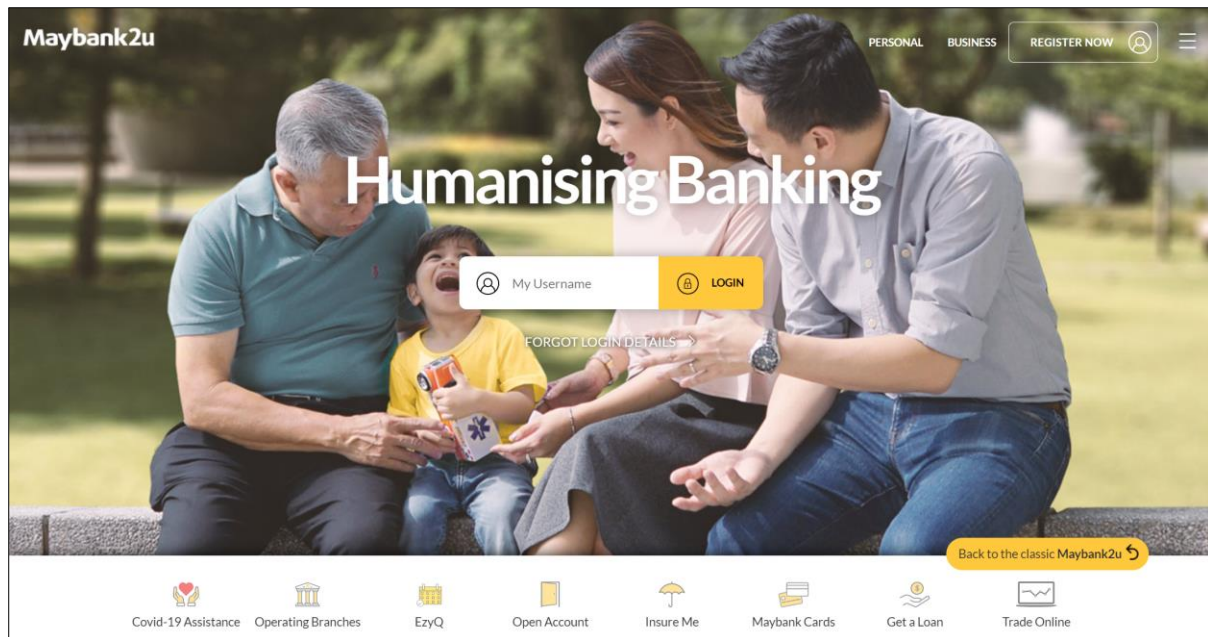 Maybank2u
PERSONAL BUSINESS REGISTER NOW
Humanising Banking
My Username LOGIN
FORGOT LOGIN DETAILS
Back to the classic Maybank2u
Covid-19 Assistance Operating Branches EzyQ Open Account Insure Me Maybank Cards Get a Loan Trade Online